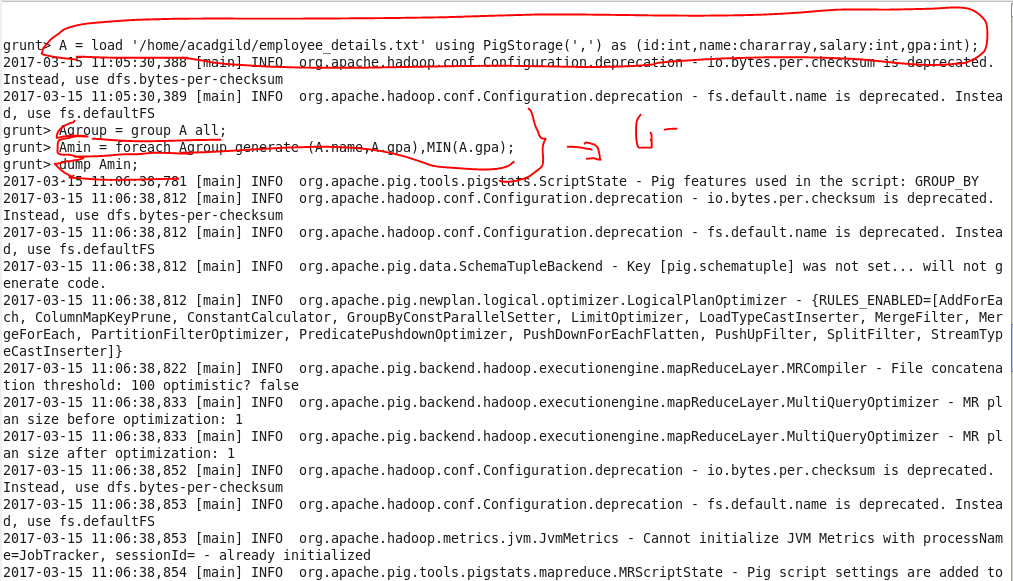 grunt> A = load '/home/acadgild/employee_details.txt' using PigStorage(',') as (id:int,name:chararray,salary:int,gpa:int);
2017-03-15 11:05:30,388 [main] INFO  org.apache.hadoop.conf.Configuration.deprecation - io.bytes.per.checksum is deprecated.
Instead, use dfs.bytes-per-checksum
2017-03-15 11:05:30,389 [main] INFO  org.apache.hadoop.conf.Configuration.deprecation - fs.default.name is deprecated. Instea
d, use fs.defaultFS
grunt> Agroup = group A all;
grunt> Amin = foreach Agroup generate (A.name,A.gpa),MIN(A.gpa);
grunt> dump Amin;
2017-03-15 11:06:38,781 [main] INFO  org.apache.pig.tools.pigstats.ScriptState - Pig features used in the script: GROUP_BY
2017-03-15 11:06:38,812 [main] INFO  org.apache.hadoop.conf.Configuration.deprecation - io.bytes.per.checksum is deprecated.
Instead, use dfs.bytes-per-checksum
2017-03-15 11:06:38,812 [main] INFO  org.apache.hadoop.conf.Configuration.deprecation - fs.default.name is deprecated. Instea
d, use fs.defaultFS
2017-03-15 11:06:38,812 [main] INFO  org.apache.pig.data.SchemaTupleBackend - Key [pig.schematuple] was not set... will not g
enerate code.
2017-03-15 11:06:38,812 [main] INFO  org.apache.pig.newplan.logical.optimizer.LogicalPlanOptimizer - {RULES_ENABLED=[AddForEa
ch, ColumnMapKeyPrune, ConstantCalculator, GroupByConstParallelSetter, LimitOptimizer, LoadTypeCastInserter, MergeFilter, Mer
geForEach, PartitionFilterOptimizer, PredicatePushdownOptimizer, PushDownForEachFlatten, PushUpFilter, SplitFilter, StreamTyp
eCastInserter]}
2017-03-15 11:06:38,822 [main] INFO  org.apache.pig.backend.hadoop.executionengine.mapReduceLayer.MRCompiler - File concatena
tion threshold: 100 optimistic? false
2017-03-15 11:06:38,833 [main] INFO  org.apache.pig.backend.hadoop.executionengine.mapReduceLayer.MultiQueryOptimizer - MR pl
an size before optimization: 1
2017-03-15 11:06:38,833 [main] INFO  org.apache.pig.backend.hadoop.executionengine.mapReduceLayer.MultiQueryOptimizer - MR pl
an size after optimization: 1
2017-03-15 11:06:38,852 [main] INFO  org.apache.hadoop.conf.Configuration.deprecation - io.bytes.per.checksum is deprecated.
Instead, use dfs.bytes-per-checksum
2017-03-15 11:06:38,853 [main] INFO  org.apache.hadoop.conf.Configuration.deprecation - fs.default.name is deprecated. Instea
d, use fs.defaultFS
2017-03-15 11:06:38,853 [main] INFO  org.apache.hadoop.metrics.jvm.JvmMetrics - Cannot initialize JVM Metrics with processNam
e=JobTracker, sessionId= - already initialized
2017-03-15 11:06:38,854 [main] INFO  org.apache.pig.tools.pigstats.mapreduce.MRScriptState - Pig script settings are added to